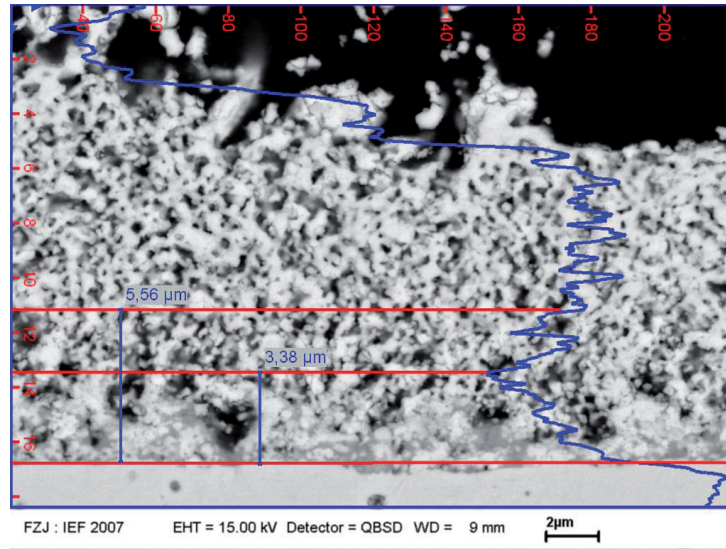 40 60 80 100 120 140 160 180 200
2
4
6
8
10
5,56 µm
12
3,38 µm
14
16
FZJ : IEF 2007 EHT = 15.00 kV Detector = QBSD WD = 9 mm 2µm